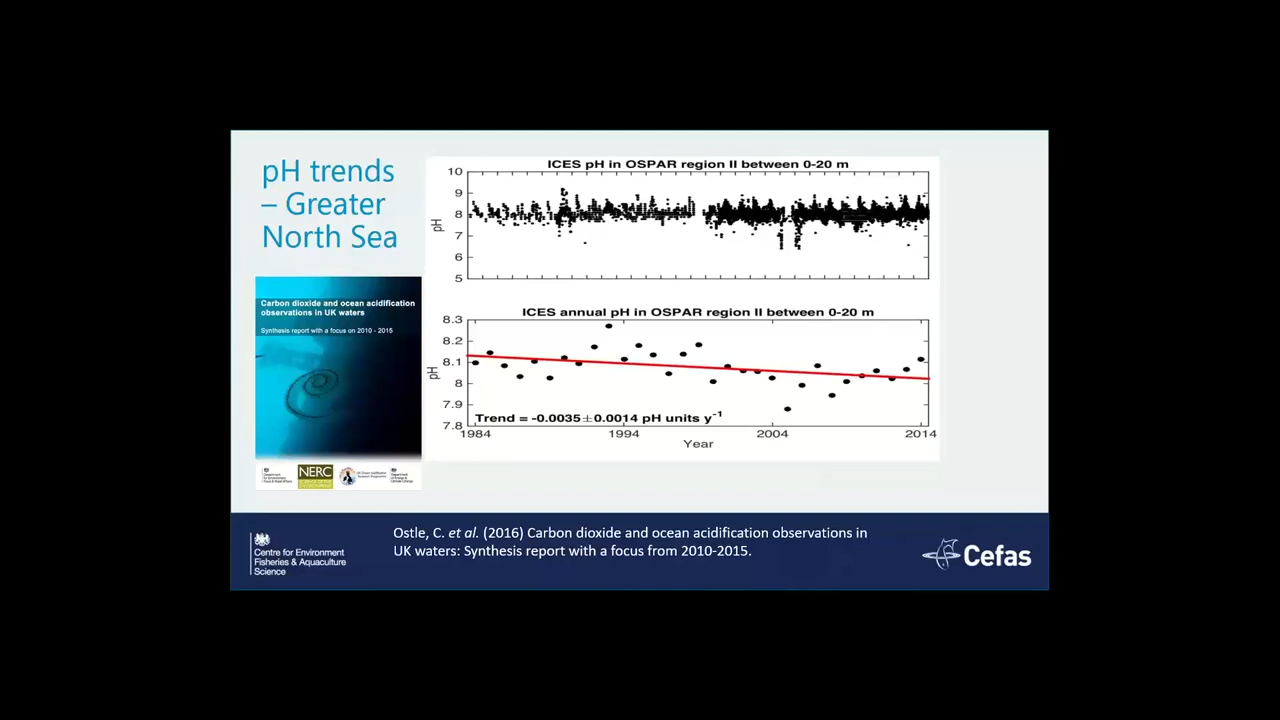 pH trends
– Greater
North Sea
Carbon dioxide and ocean acidification
observations in UK waters
Synthesis report with a focus on 2010 - 2015
NERC
ICES pH in OSPAR region II between 0-20 m
10
9
8
7
6
5
pH
ICES annual pH in OSPAR region II between 0-20 m
8.3
8.2
8.1
8
7.9
7.8
pH
Trend = -0.0035±0.0014 pH units y-1
1984 1994 2004 2014
Year
Centre for Environment
Fisheries & Aquaculture
Science
Ostle, C. et al. (2016) Carbon dioxide and ocean acidification observations in
UK waters: Synthesis report with a focus from 2010-2015.
Cefas